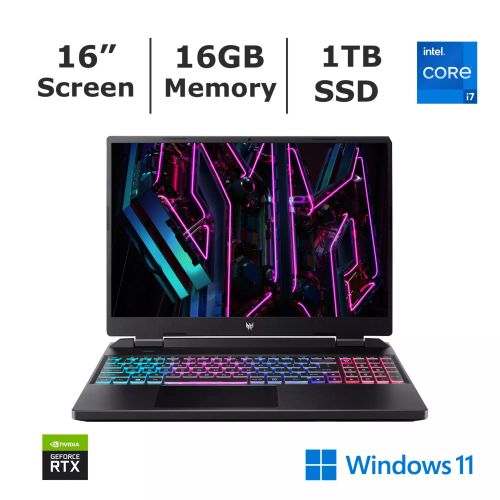 16”
Screen
16GB
Memory
1TB
SSD
intel.
CORE
i7
NVIDIA
GEFORCE
RTX
Windows 11